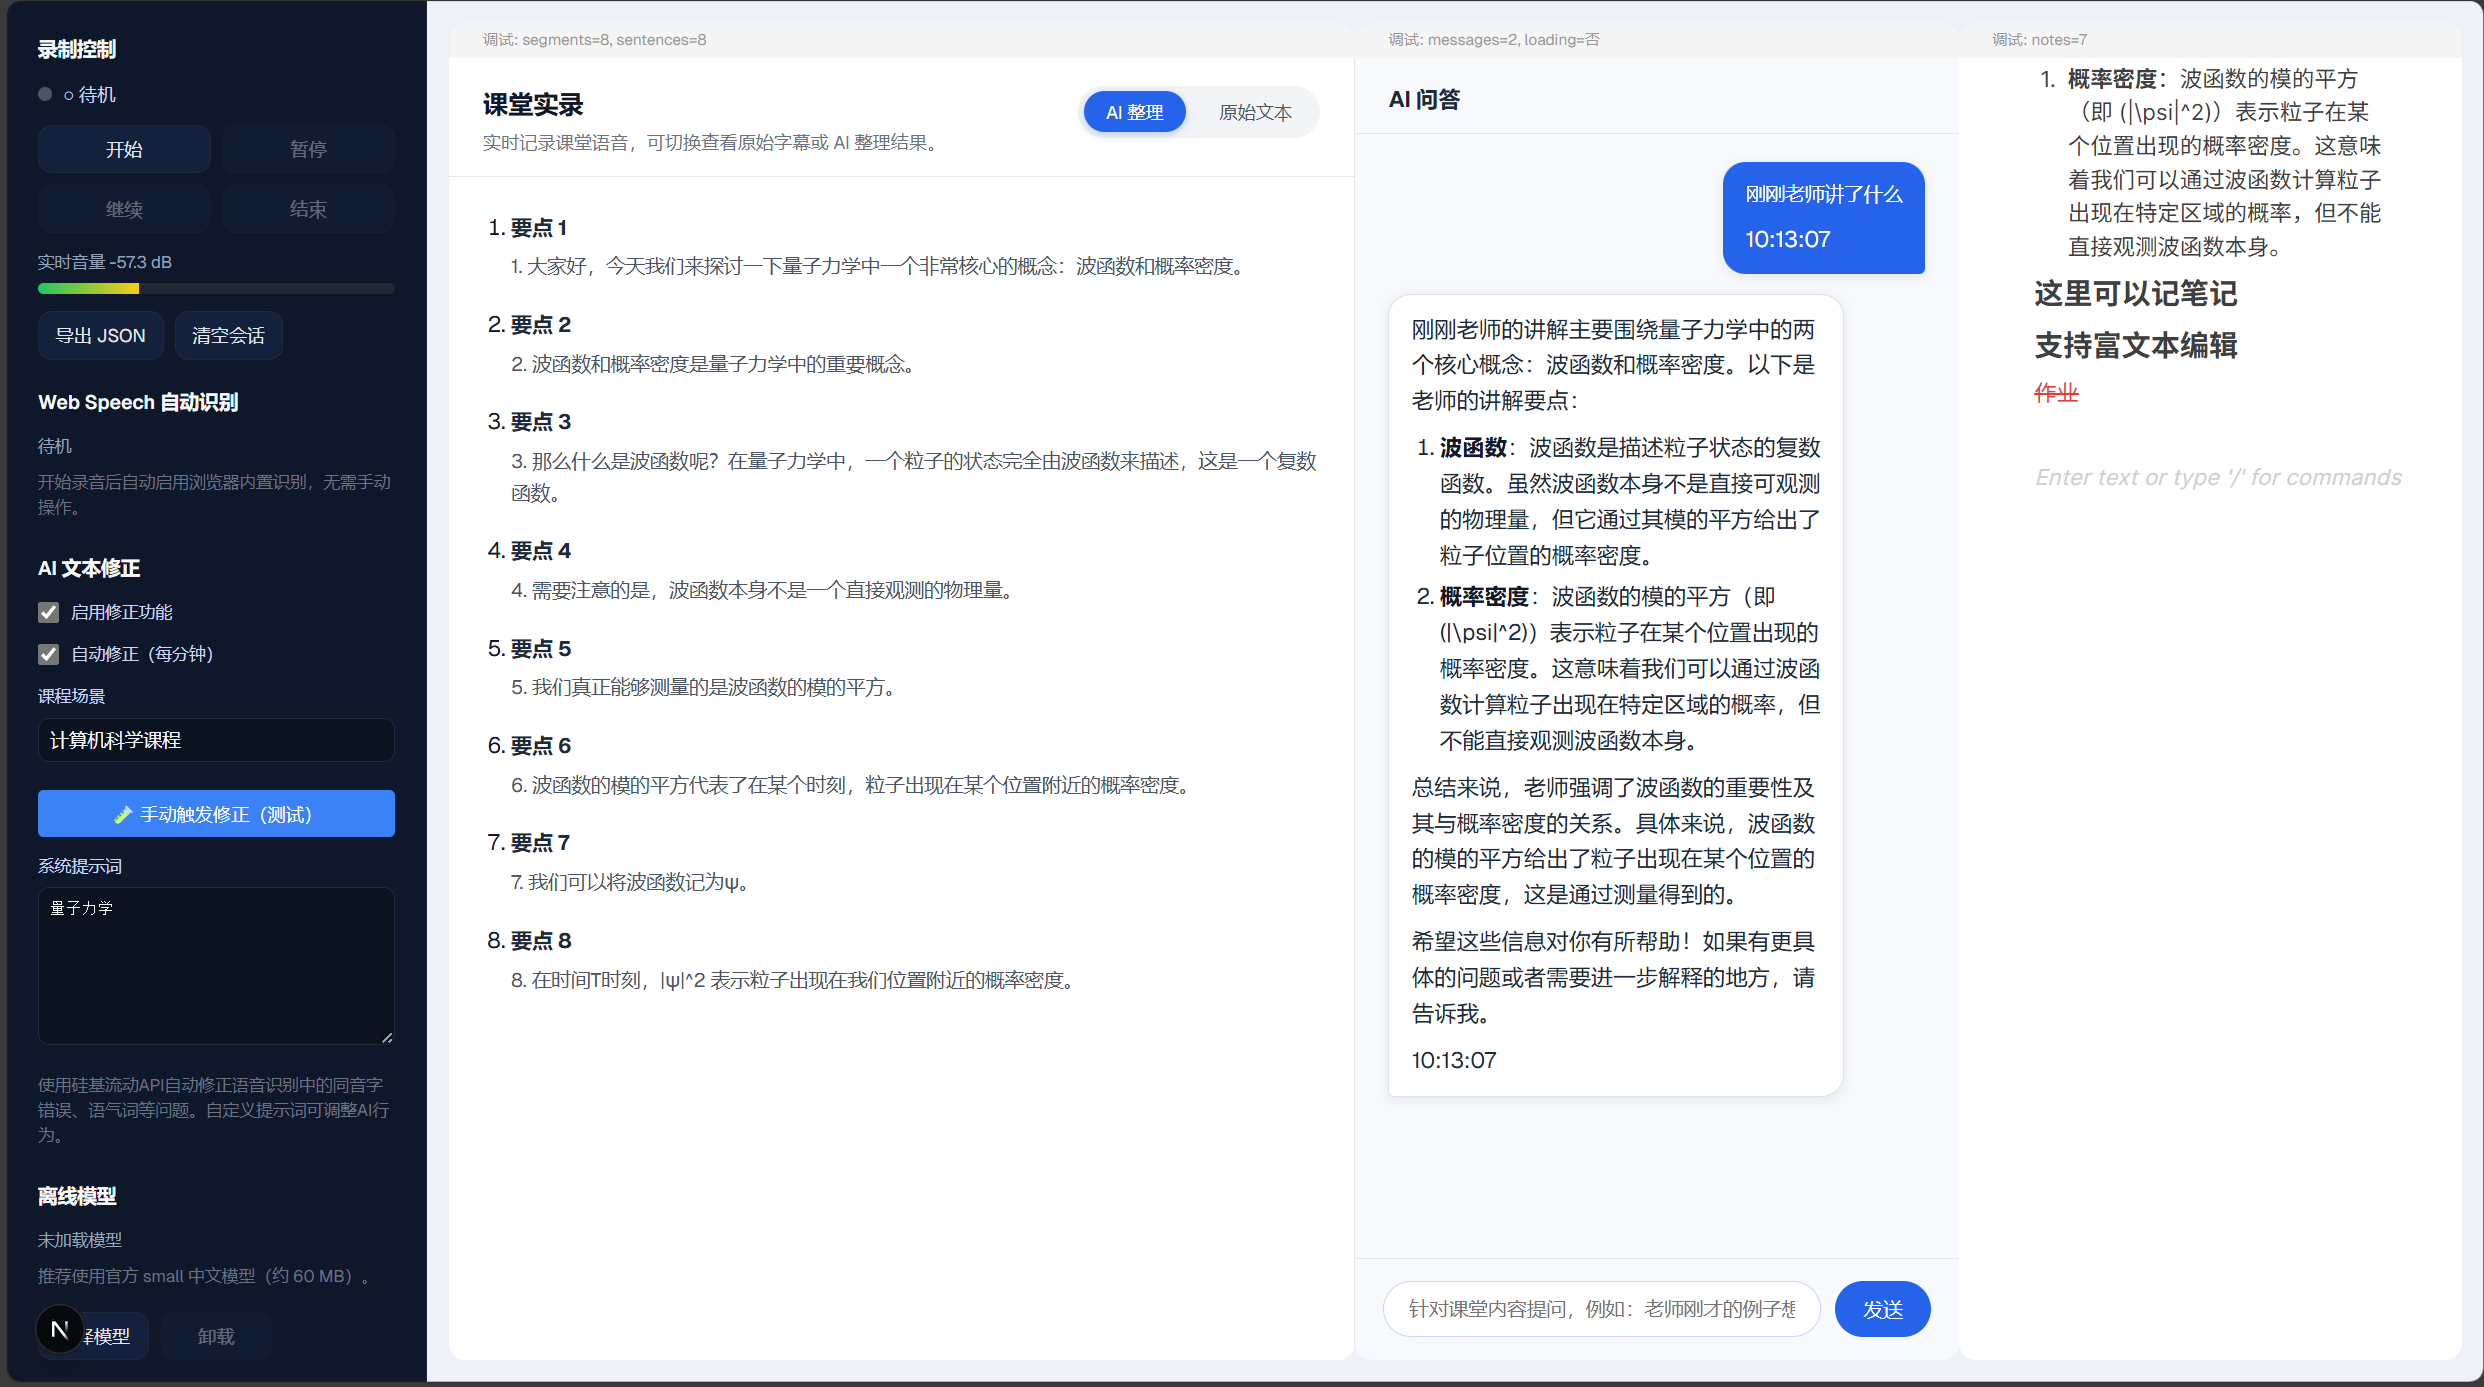 录制控制
○ 待机
开始
暂停
继续
结束
实时音量 -57.3 dB
导出 JSON
清空会话
Web Speech 自动识别
待机
开始录音后自动启用浏览器内置识别，无需手动
操作。
AI 文本修正
启用修正功能
自动修正（每分钟）
课程场景
计算机科学课程
手动触发修正（测试）
系统提示词
量子力学
使用硅基流动API自动修正语音识别中的同音字
错误、语气词等问题。自定义提示词可调整AI行
为。
离线模型
未加载模型
推荐使用官方 small 中文模型（约 60 MB）。
N
择模型
卸载
调试: segments=8, sentences=8
课堂实录
实时记录课堂语音，可切换查看原始字幕或 AI 整理结果。
AI 整理
原始文本
1. 要点 1
1. 大家好，今天我们来探讨一下量子力学中一个非常核心的概念：波函数和概率密度。
2. 要点 2
2. 波函数和概率密度是量子力学中的重要概念。
3. 要点 3
3. 那么什么是波函数呢？在量子力学中，一个粒子的状态完全由波函数来描述，这是一个复数
函数。
4. 要点 4
4. 需要注意的是，波函数本身不是一个直接观测的物理量。
5. 要点 5
5. 我们真正能够测量的是波函数的模的平方。
6. 要点 6
6. 波函数的模的平方代表了在某个时刻，粒子出现在某个位置附近的概率密度。
7. 要点 7
7. 我们可以将波函数记为ψ。
8. 要点 8
8. 在时间T时刻，|ψ|^2 表示粒子出现在我们位置附近的概率密度。
调试: messages=2, loading=否
AI 问答
刚刚老师讲了什么
10:13:07
刚刚老师的讲解主要围绕量子力学中的两
个核心概念：波函数和概率密度。以下是
老师的讲解要点：
1. 波函数：波函数是描述粒子状态的复数
函数。虽然波函数本身不是直接可观测
的物理量，但它通过其模的平方给出了
粒子位置的概率密度。
2. 概率密度：波函数的模的平方（即
(|\psi|^2)）表示粒子在某个位置出现的
概率密度。这意味着我们可以通过波函
数计算粒子出现在特定区域的概率，但
不能直接观测波函数本身。
总结来说，老师强调了波函数的重要性及
其与概率密度的关系。具体来说，波函数
的模的平方给出了粒子出现在某个位置的
概率密度，这是通过测量得到的。
希望这些信息对你有所帮助！如果有更具
体的问题或者需要进一步解释的地方，请
告诉我。
10:13:07
针对课堂内容提问，例如：老师刚才的例子想
发送
调试: notes=7
1. 概率密度：波函数的模的平方
（即 (|\psi|^2)）表示粒子在某
个位置出现的概率密度。这意味
着我们可以通过波函数计算粒子
出现在特定区域的概率，但不能
直接观测波函数本身。
这里可以记笔记
支持富文本编辑
作业
Enter text or type '/' for commands